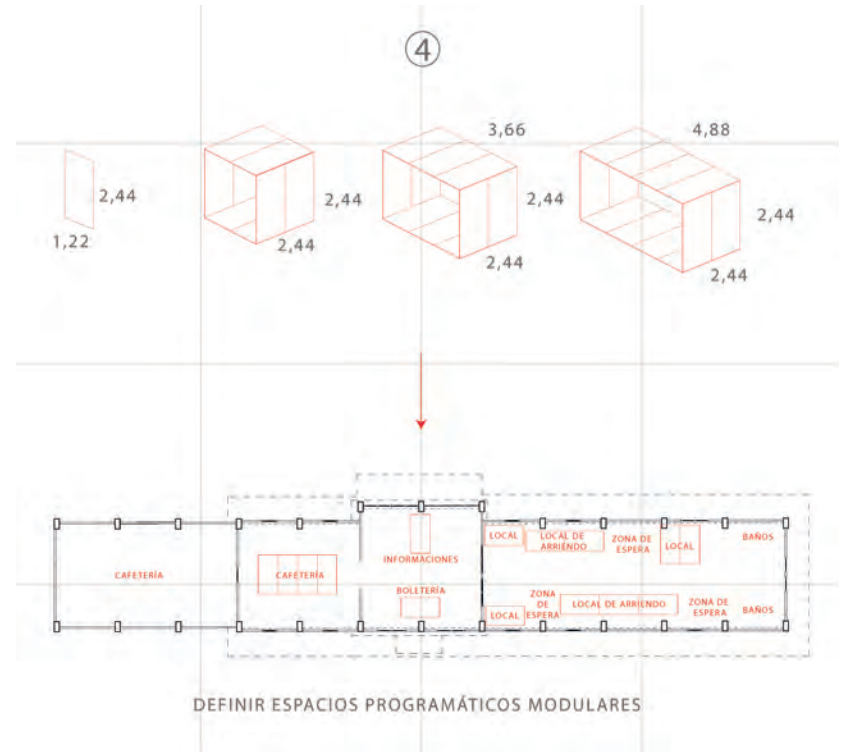 4
3,66
4,88
2,44
2,44
2,44
2,44
1,22
2,44
2,44
2,44
LOCAL
LOCAL DE
ARRIENDO
ZONA DE
ESPERA
LOCAL
BAÑOS
INFORMACIONES
CAFETERÍA
CAFETERÍA
BOLETERÍA
LOCAL
ZONA
DE
ESPERA
LOCAL DE ARRIENDO
ZONA DE
ESPERA
BAÑOS
DEFINIR ESPACIOS PROGRAMÁTICOS MODULARES